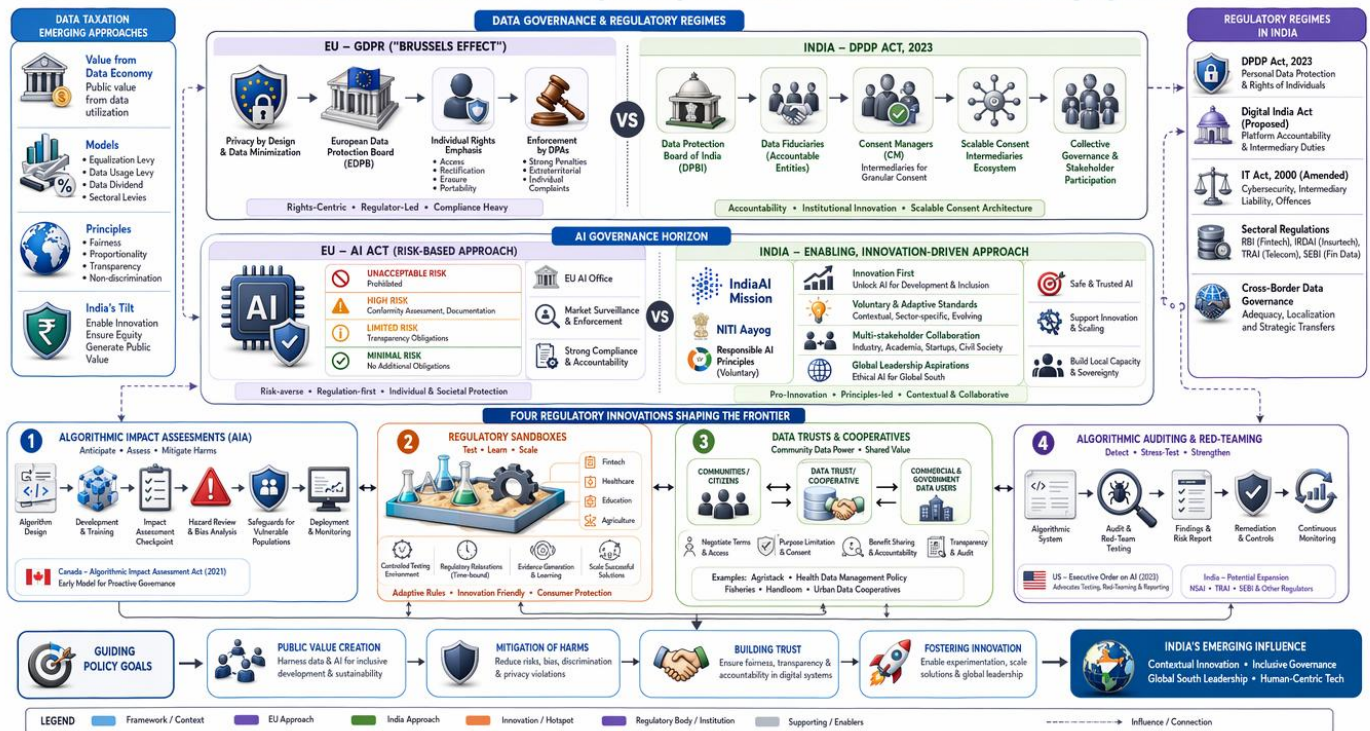 DATA TAXATION
EMERGING APPROACHES
Value from
Data Economy
Public value
from data
utilization
Models
• Equalization Levy
• Data Usage Levy
• Data Dividend
• Sectoral Levies
%
Principles
• Fairness
• Proportionality
• Transparency
• Non-discrimination
₹
India's Tilt
Enable Innovation
Ensure Equity
Generate Public
Value
DATA GOVERNANCE & REGULATORY REGIMES
EU – GDPR ("BRUSSELS EFFECT")
Privacy by Design
& Data Minimization
European Data
Protection Board
(EDPB)
Individual Rights
Emphasis
• Access
• Rectification
• Erasure
• Portability
Enforcement
by DPAs
• Strong Penalties
• Extraterritorial
• Individual
Complaints
Rights-Centric • Regulator-Led • Compliance Heavy
VS
INDIA – DPDP ACT, 2023
Data Protection
Board of India
(DPBI)
Data Fiduciaries
(Accountable
Entities)
Consent Managers
(CM)
Intermediaries for
Granular Consent
Scalable Consent
Intermediaries
Ecosystem
Collective
Governance &
Stakeholder
Participation
Accountability • Institutional Innovation • Scalable Consent Architecture
REGULATORY REGIMES
IN INDIA
DPDP Act, 2023
Personal Data Protection
& Rights of Individuals
Digital India Act
(Proposed)
Platform Accountability
& Intermediary Duties
IT Act, 2000 (Amended)
Cybersecurity, Intermediary
Liability, Offences
Sectoral Regulations
RBI (Fintech), IRDAI (Insurtech),
TRAI (Telecom), SEBI (Fin Data)
Cross-Border Data
Governance
Adequacy, Localization
and Strategic Transfers
AI GOVERNANCE HORIZON
EU – AI ACT (RISK-BASED APPROACH)
AI
UNACCEPTABLE RISK
Prohibited
HIGH RISK
Conformity Assessment, Documentation
LIMITED RISK
Transparency Obligations
MINIMAL RISK
No Additional Obligations
EU AI Office
Market Surveillance
& Enforcement
Strong Compliance
& Accountability
Risk-averse • Regulation-first • Individual & Societal Protection
VS
INDIA – ENABLING, INNOVATION-DRIVEN APPROACH
IndiaAI
Mission
NITI Aayog
Responsible AI
Principles
(Voluntary)
Innovation First
Unlock AI for Development & Inclusion
Voluntary & Adaptive Standards
Contextual, Sector-specific, Evolving
Multi-stakeholder Collaboration
Industry, Academia, Startups, Civil Society
Global Leadership Aspirations
Ethical AI for Global South
Safe & Trusted AI
Support Innovation
& Scaling
Build Local Capacity
& Sovereignty
Pro-Innovation • Principles-led • Contextual & Collaborative
FOUR REGULATORY INNOVATIONS SHAPING THE FRONTIER
1
ALGORITHMIC IMPACT ASSESSMENTS (AIA)
Anticipate • Assess • Mitigate Harms
Algorithm
Design
Development
& Training
Impact
Assessment
Checkpoint
Hazard Review
& Bias Analysis
Safeguards for
Vulnerable
Populations
Deployment
& Monitoring
Canada – Algorithmic Impact Assessment Act (2021)
Early Model for Proactive Governance
2
REGULATORY SANDBOXES
Test • Learn • Scale
Fintech
Healthcare
Education
Agriculture
Controlled Testing
Environment
Regulatory Relaxations
(Time-bound)
Evidence Generation
& Learning
Scale Successful
Solutions
Adaptive Rules • Innovation Friendly • Consumer Protection
3
DATA TRUSTS & COOPERATIVES
Community Data Power • Shared Value
COMMUNITIES /
CITIZENS
DATA TRUST/
COOPERATIVE
COMMERCIAL &
GOVERNMENT
DATA USERS
Negotiate Terms
& Access
Purpose Limitation
& Consent
Benefit Sharing
& Accountability
Transparency
& Audit
Examples: Agristack • Health Data Management Policy
Fisheries • Handloom • Urban Data Cooperatives
4
ALGORITHMIC AUDITING & RED-TEAMING
Detect • Stress-Test • Strengthen
</>
Algorithmic
System
Audit &
Red-Team
Testing
Findings &
Risk Report
Remediation
& Controls
Continuous
Monitoring
US – Executive Order on AI (2023)
Advocates Testing, Red-Teaming & Reporting
India – Potential Expansion
NSAI • TRAI • SEBI & Other Regulators
GUIDING
POLICY GOALS
PUBLIC VALUE CREATION
Harness data & AI for inclusive
development & sustainability
MITIGATION OF HARMS
Reduce risks, bias, discrimination
& privacy violations
BUILDING TRUST
Ensure fairness, transparency &
accountability in digital systems
FOSTERING INNOVATION
Enable experimentation, scale
solutions & global leadership
INDIA'S EMERGING INFLUENCE
Contextual Innovation • Inclusive Governance
Global South Leadership • Human-Centric Tech
LEGEND
Framework / Context
EU Approach
India Approach
Innovation / Hotspot
Regulatory Body / Institution
Supporting / Enablers
Influence / Connection